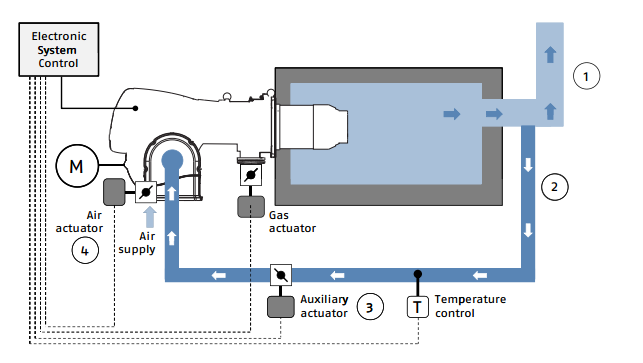 Electronic
System
Control
1
M
2
Air
actuator
4
Air
supply
Gas
actuator
Auxiliary
actuator
3
T
Temperature
control